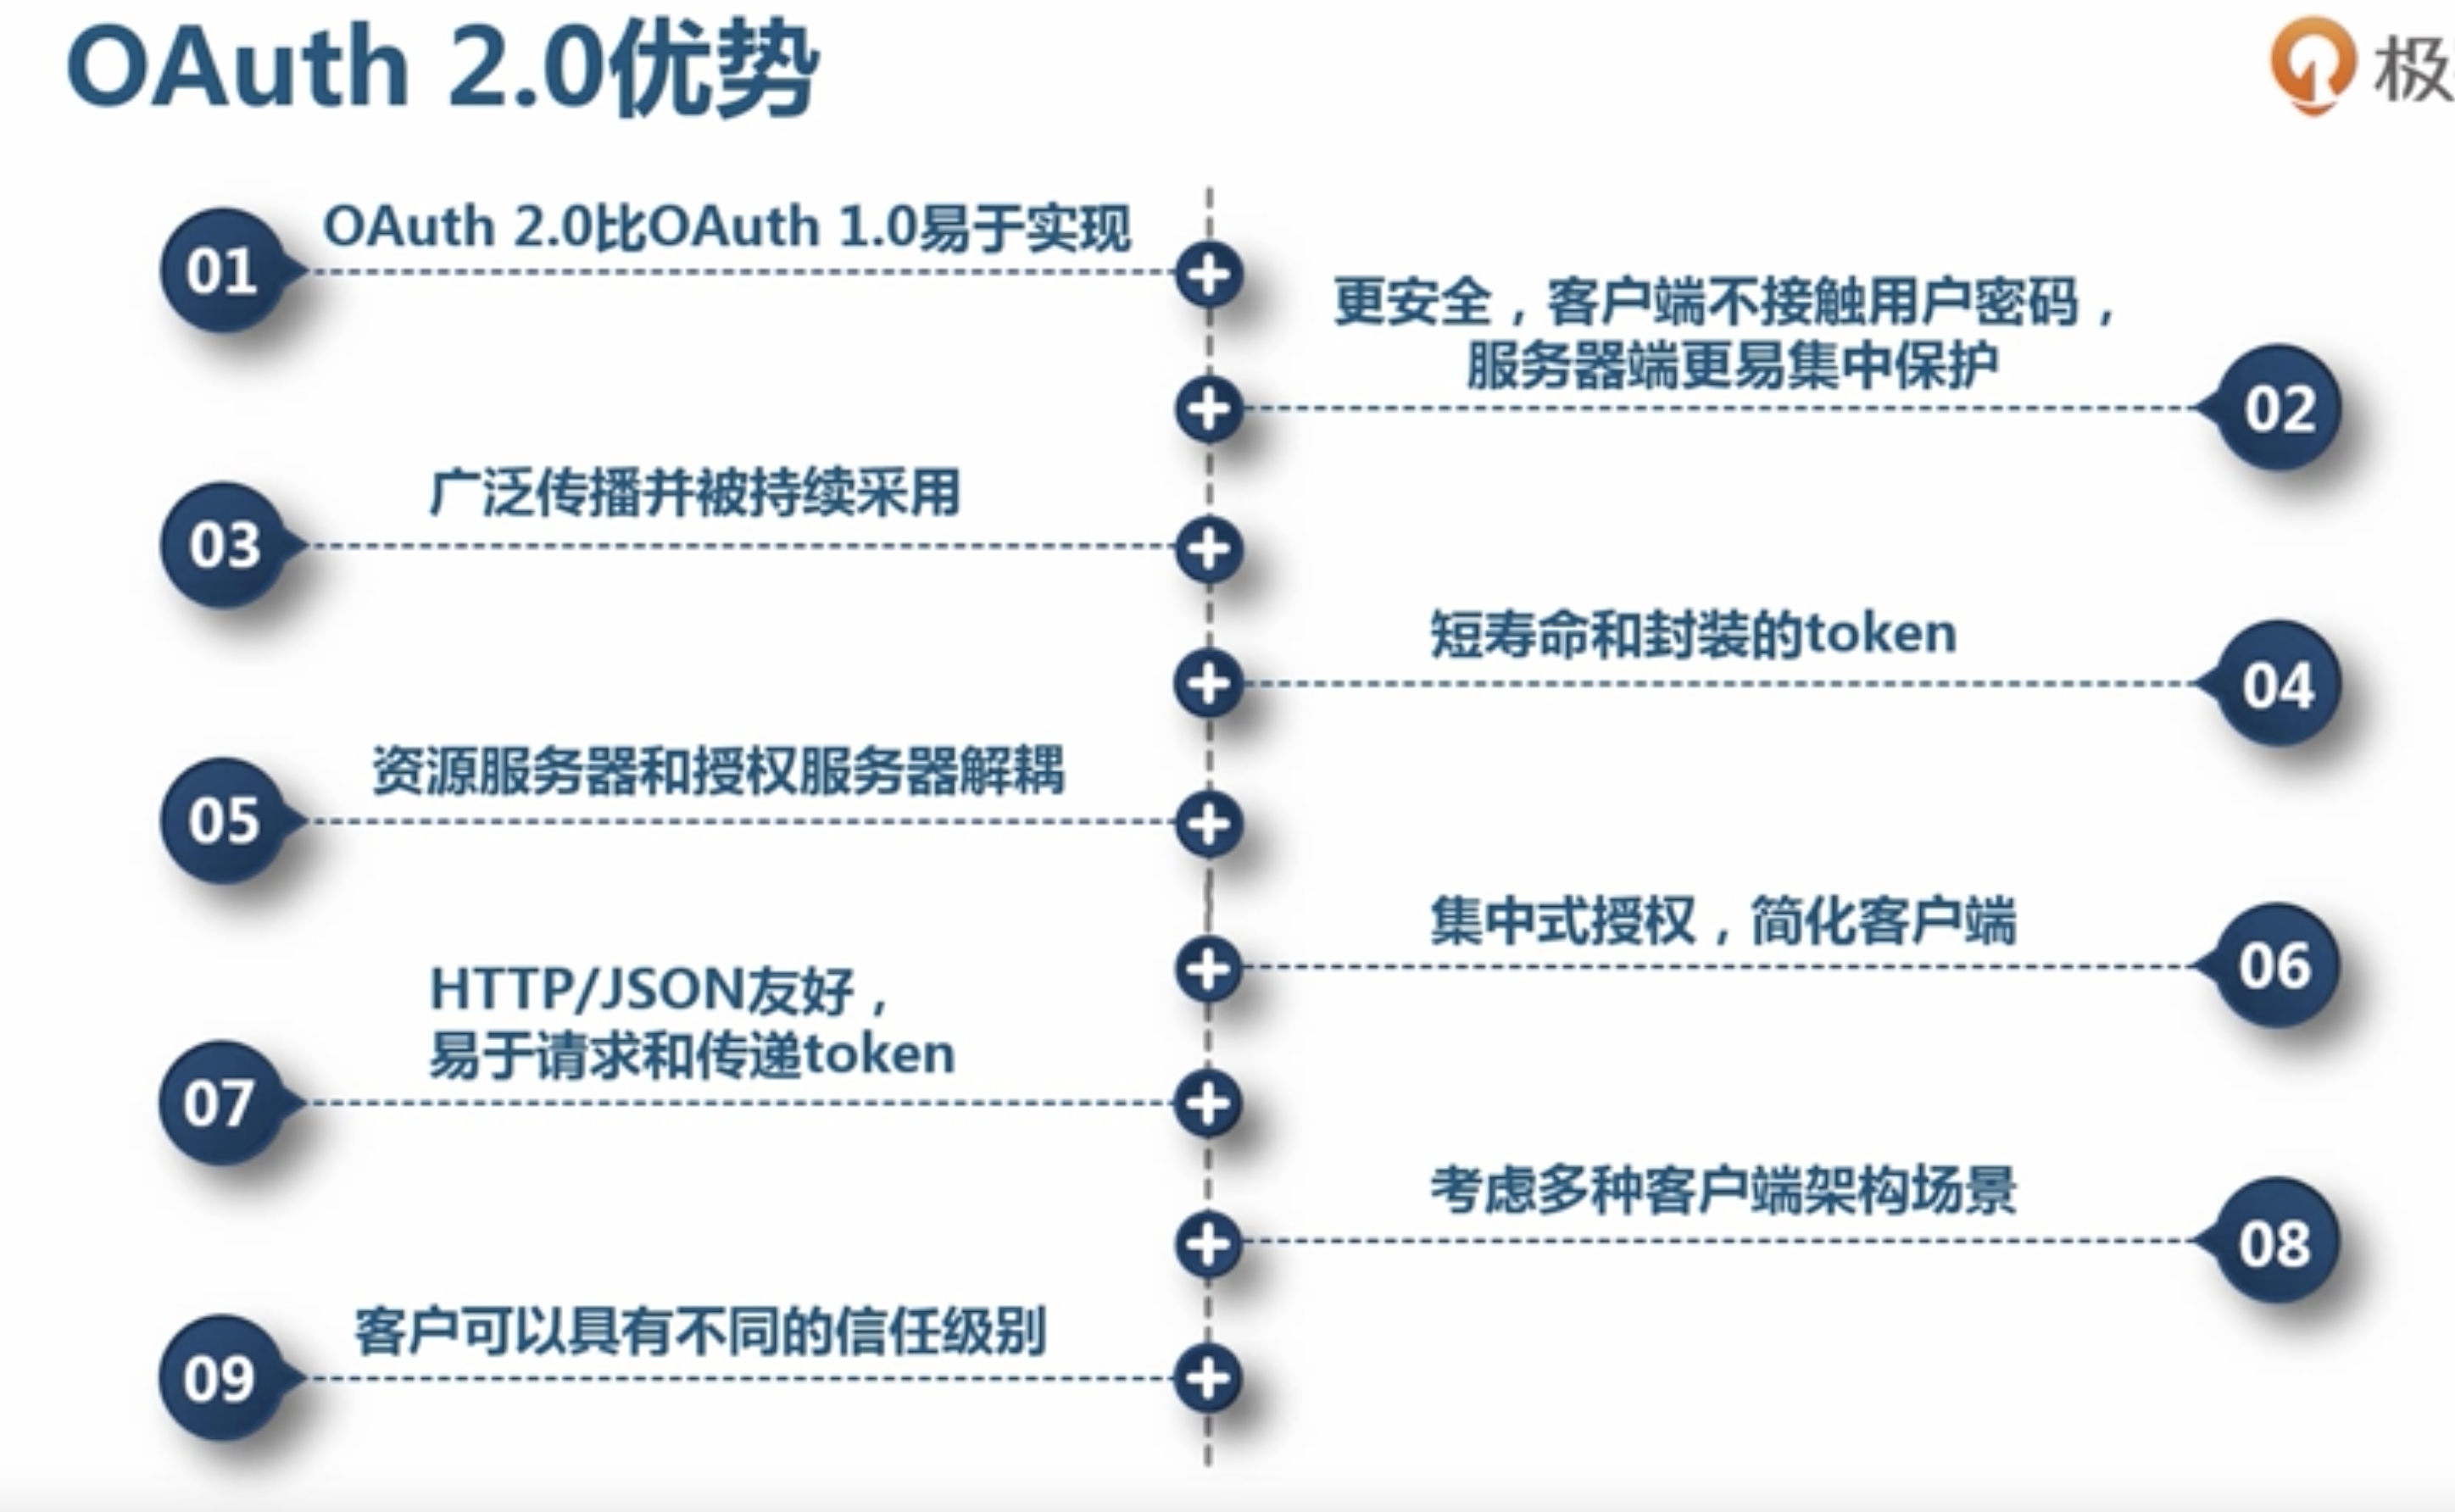 OAuth 2.0优势
极
01
OAuth 2.0比OAuth 1.0易于实现
更安全，客户端不接触用户密码，
服务器端更易集中保护
02
03
广泛传播并被持续采用
短寿命和封装的token
04
05
资源服务器和授权服务器解耦
集中式授权，简化客户端
06
07
HTTP/JSON友好，
易于请求和传递token
考虑多种客户端架构场景
08
09
客户可以具有不同的信任级别